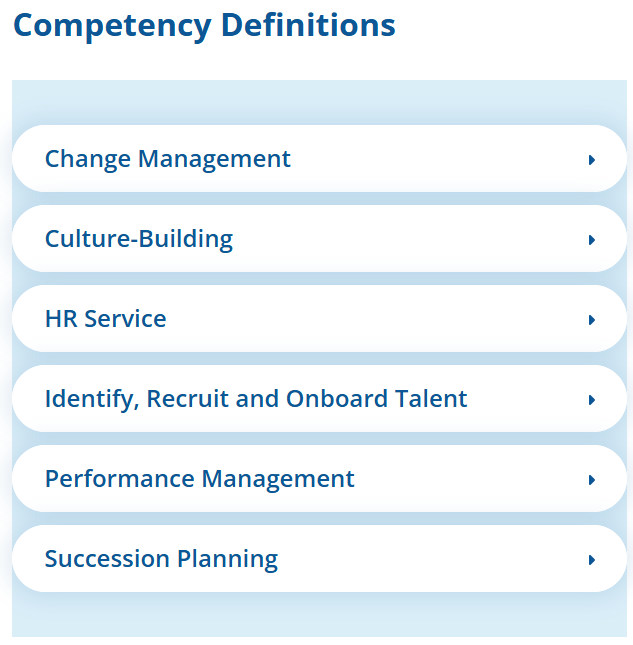 Competency Definitions
Change Management
Culture-Building
HR Service
Identify, Recruit and Onboard Talent
Performance Management
Succession Planning